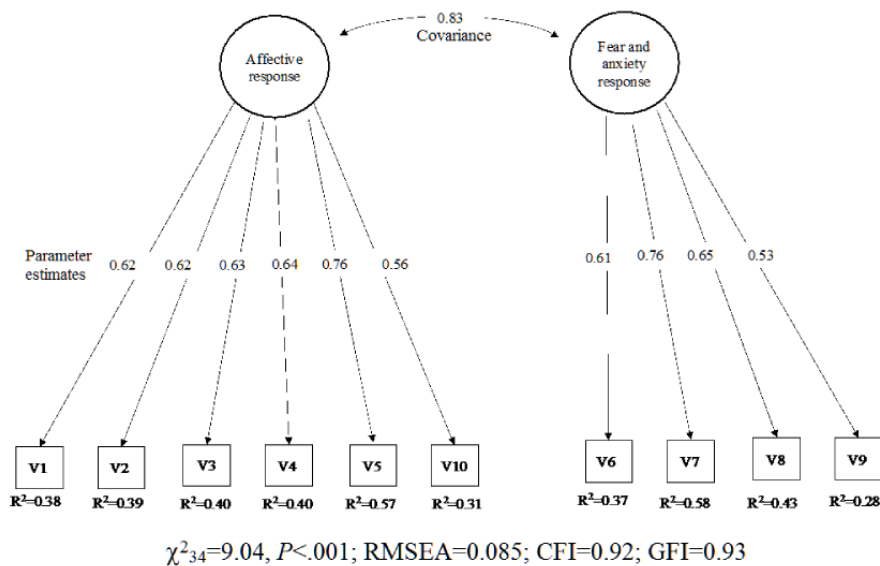 0.83
Covariance
Affective
response
Fear and
anxiety
response
Parameter
estimates
0.62 0.62 0.63 0.64 0.76 0.56 0.61 0.76 0.65 0.53
V1 V2 V3 V4 V5 V10 V6 V7 V8 V9
R²=0.38 R²=0.39 R²=0.40 R²=0.40 R²=0.57 R²=0.31 R²=0.37 R²=0.58 R²=0.43 R²=0.28
χ²₃₄=9.04, P<.001; RMSEA=0.085; CFI=0.92; GFI=0.93